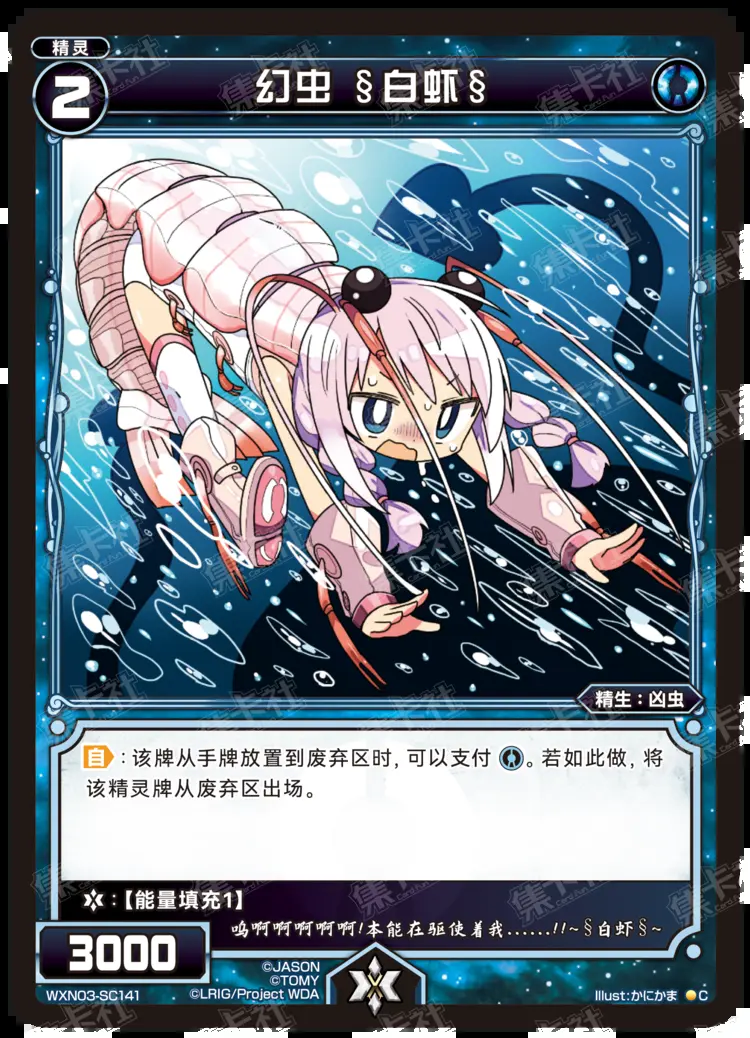 精灵
2
幻虫 §白虾§
精生：凶虫
自：该牌从手牌放置到废弃区时，可以支付。若如此做，将
该精灵牌从废弃区出场。
：【能量填充1】
呜啊啊啊啊啊！本能在驱使着我……!!~§白虾§~
3000
©JASON
©TOMY
©LRIG/Project WDA
WXN03-SC141
Illust:かにかま
C
集卡社